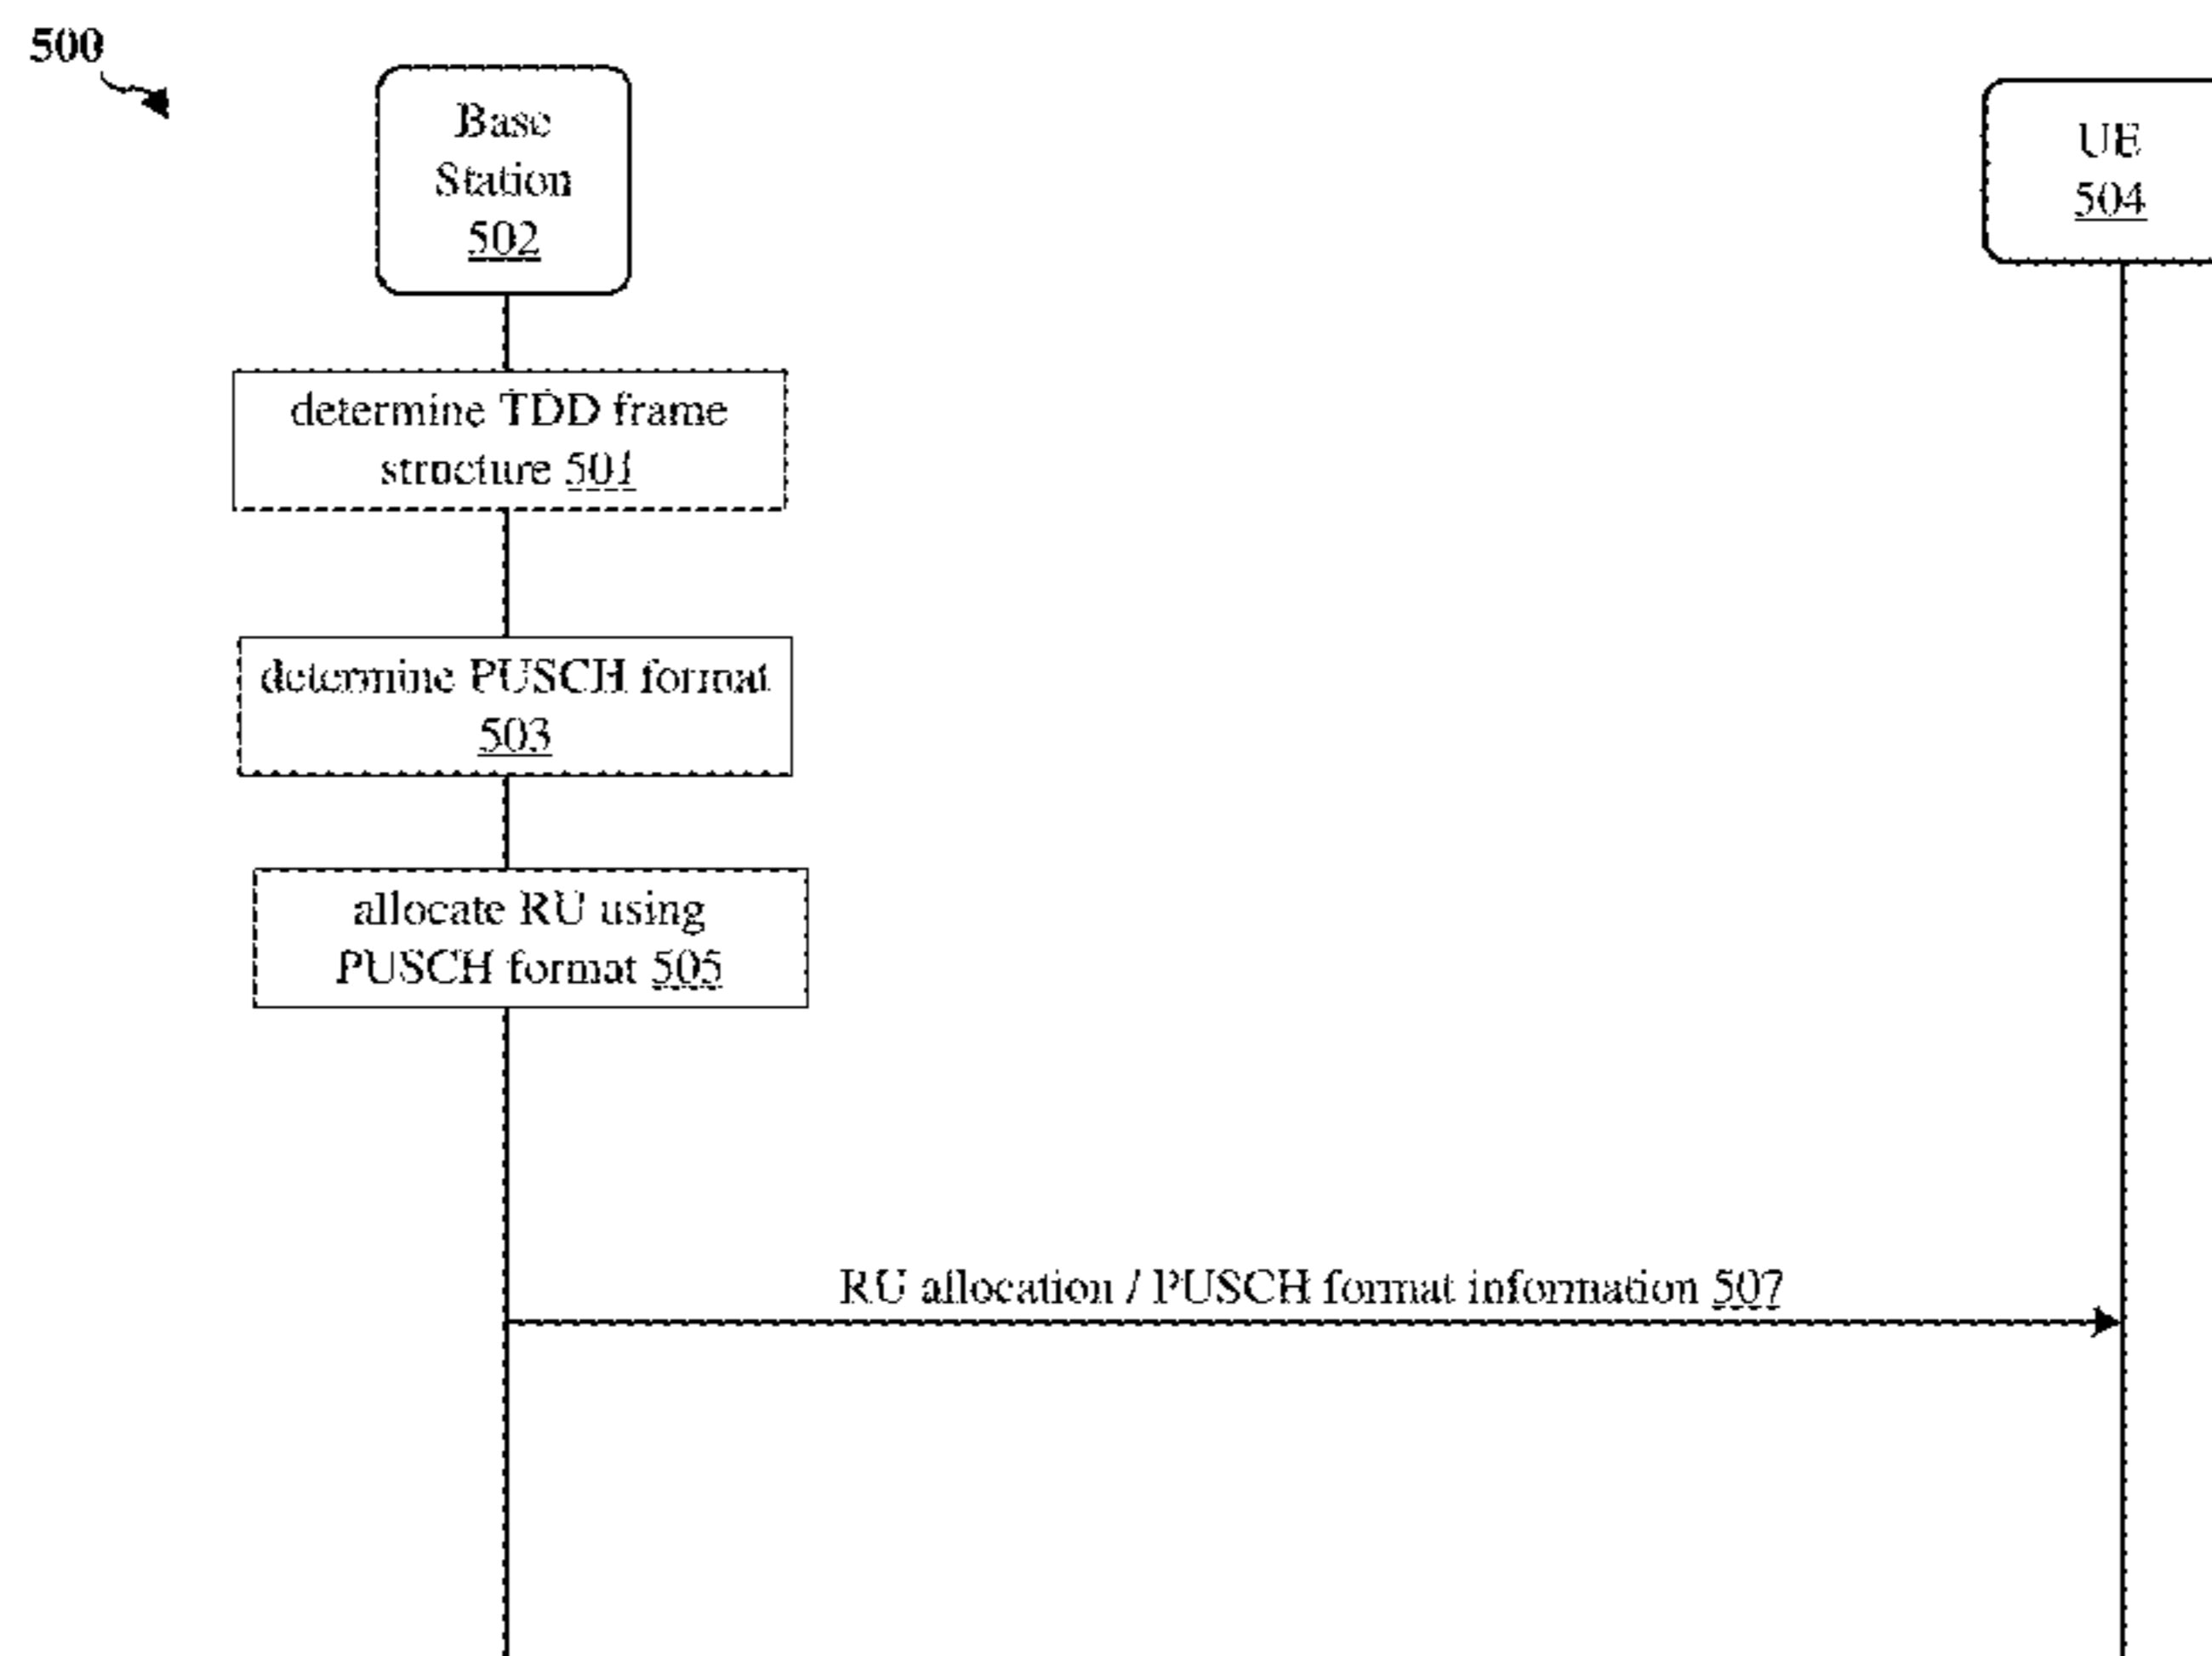 500
Base
Station
502
UE
504
determine TDD frame
structure 501
determine PUSCH format
503
allocate RU using
PUSCH format 505
RU allocation / PUSCH format information 507